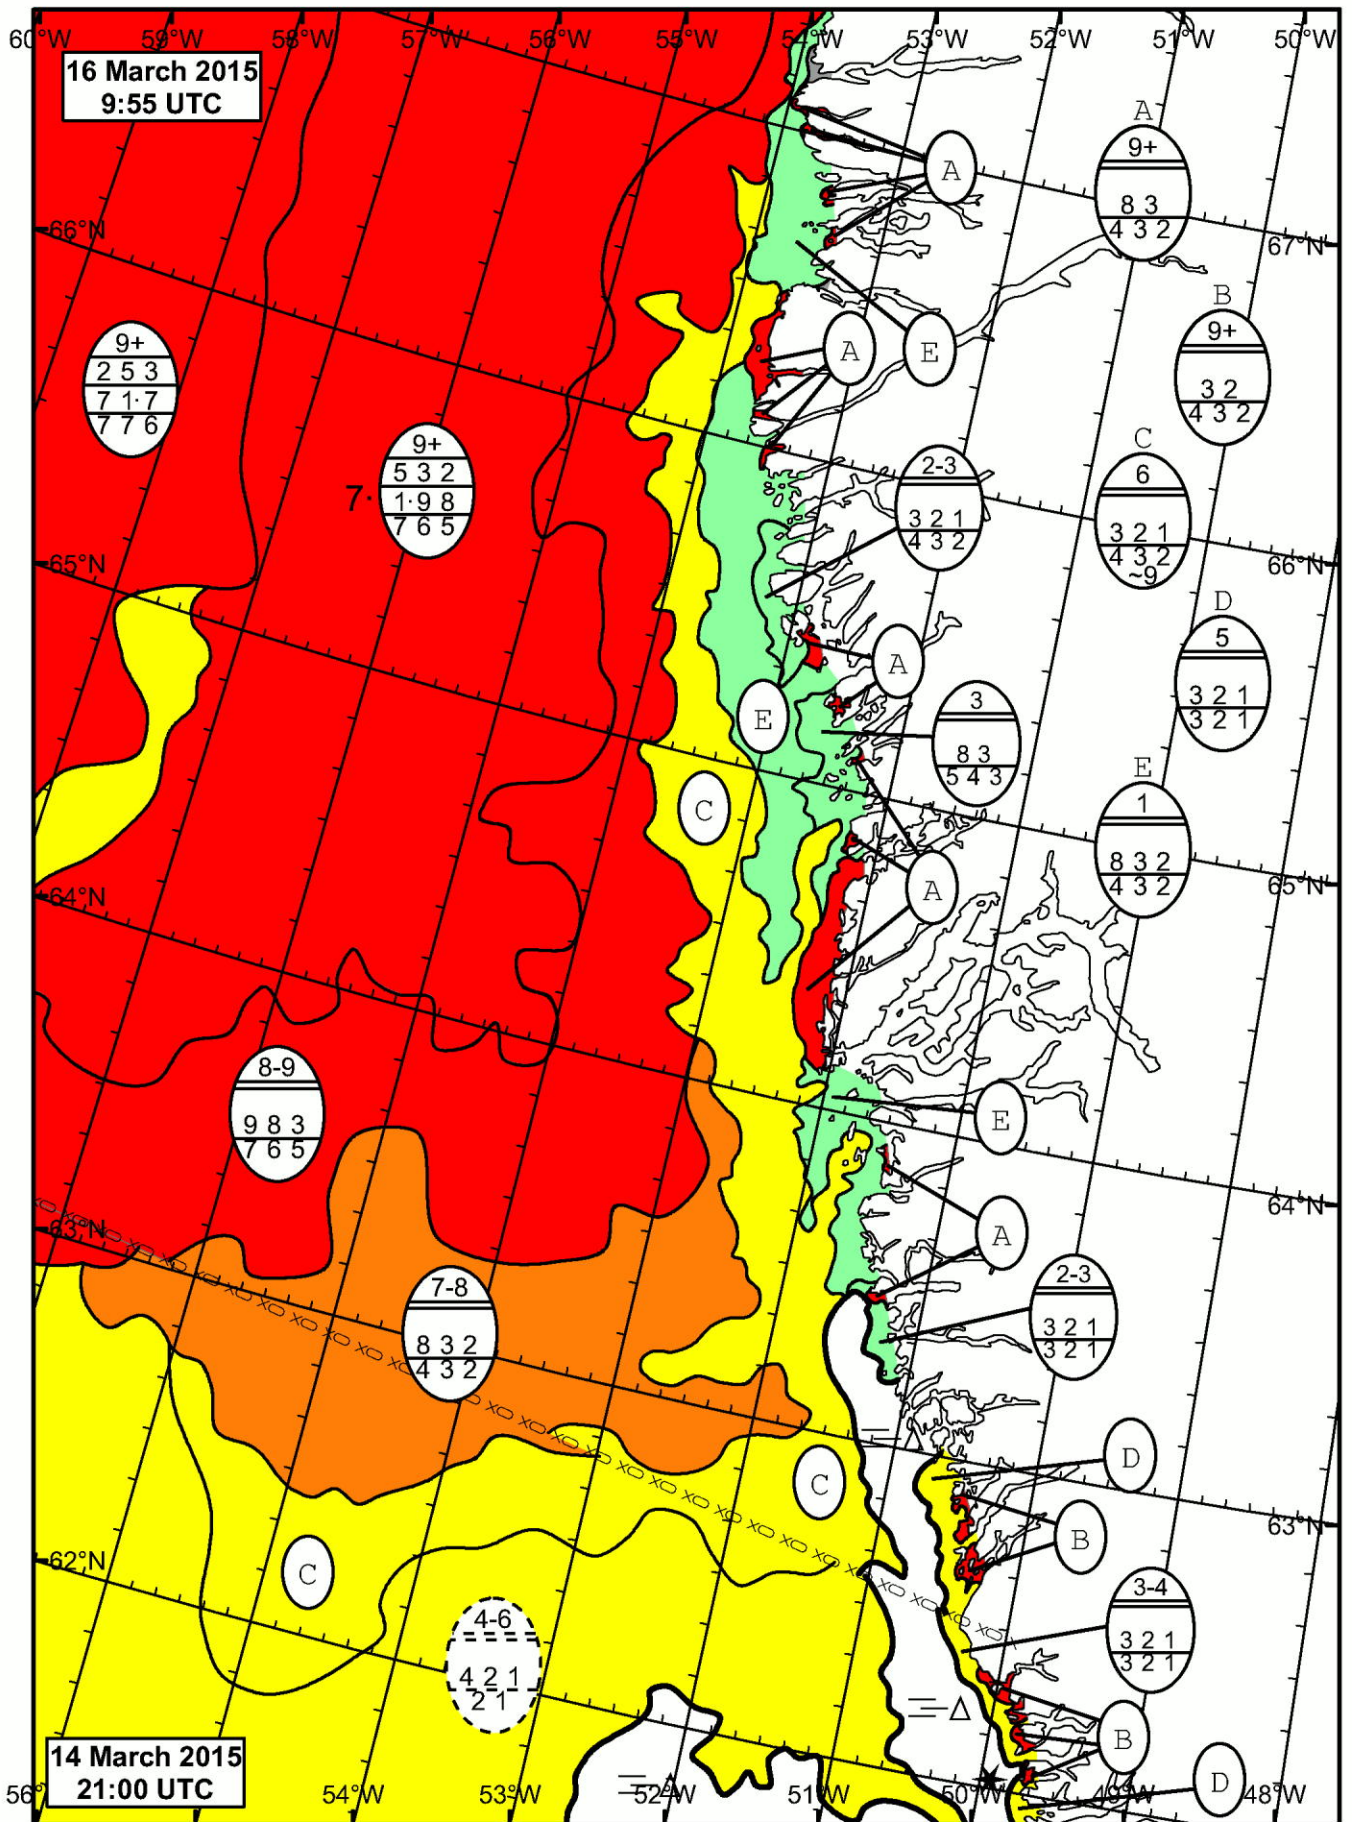 60°W 59°W 58°W 57°W 56°W 55°W 54°W 53°W 52°W 51°W 50°W
16 March 2015
9:55 UTC
A
9+
8 3
4 3 2
A
67°N
66°N
B
9+
3 2
4 3 2
9+
2 5 3
7 1·7
7 7 6
A
E
9+
5 3 2
7· 1·9 8
7 6 5
2-3
3 2 1
4 3 2
C
6
3 2 1
4 3 2
~9
65°N
66°N
D
5
3 2 1
3 2 1
A
E
3
8 3
5 4 3
C
E
1
8 3 2
4 3 2
A
64°N
65°N
8-9
9 8 3
7 6 5
E
63°N
64°N
A
7-8
8 3 2
4 3 2
2-3
3 2 1
3 2 1
C
D
B
63°N
62°N
C
4-6
4 2 1
2 1
3-4
3 2 1
3 2 1
B
D
14 March 2015
21:00 UTC
56° 54°W 53°W 52°W 51°W 50°W 49°W 48°W